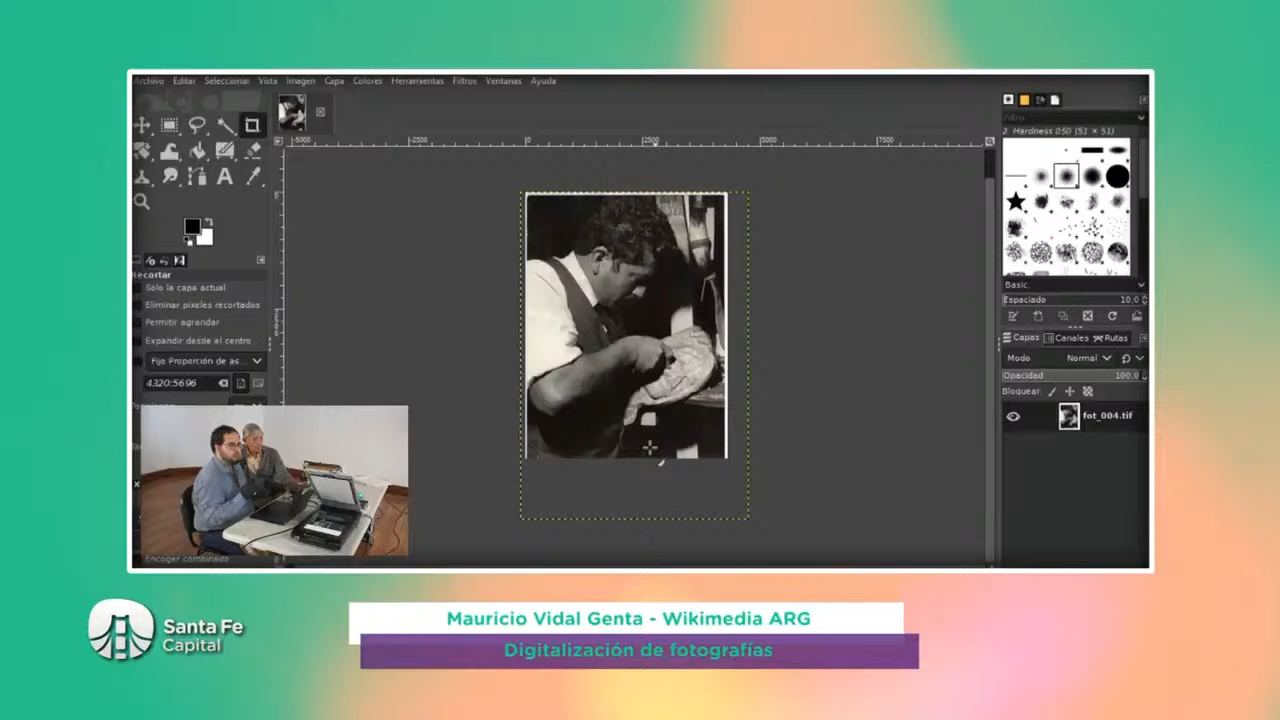 Archivo Editar Seleccionar Vista Imagen Capa Colores Herramientas Filtros Ventanas Ayuda
-5000 -2500 0 2500 5000 7500
Filtro
2. Hardness 050 (51 × 51)
Recortar
Sólo la capa actual
Eliminar píxeles recortados
Permitir agrandar
Expandir desde el centro
Fijo Proporción de as...
4320:5696
Encoger combinado
Basic,
Espaciado 10,0
Capas Canales Rutas
Modo Normal
Opacidad 100,0
Bloquear:
fot_004.tif
Santa Fe
Capital
Mauricio Vidal Genta - Wikimedia ARG
Digitalización de fotografías